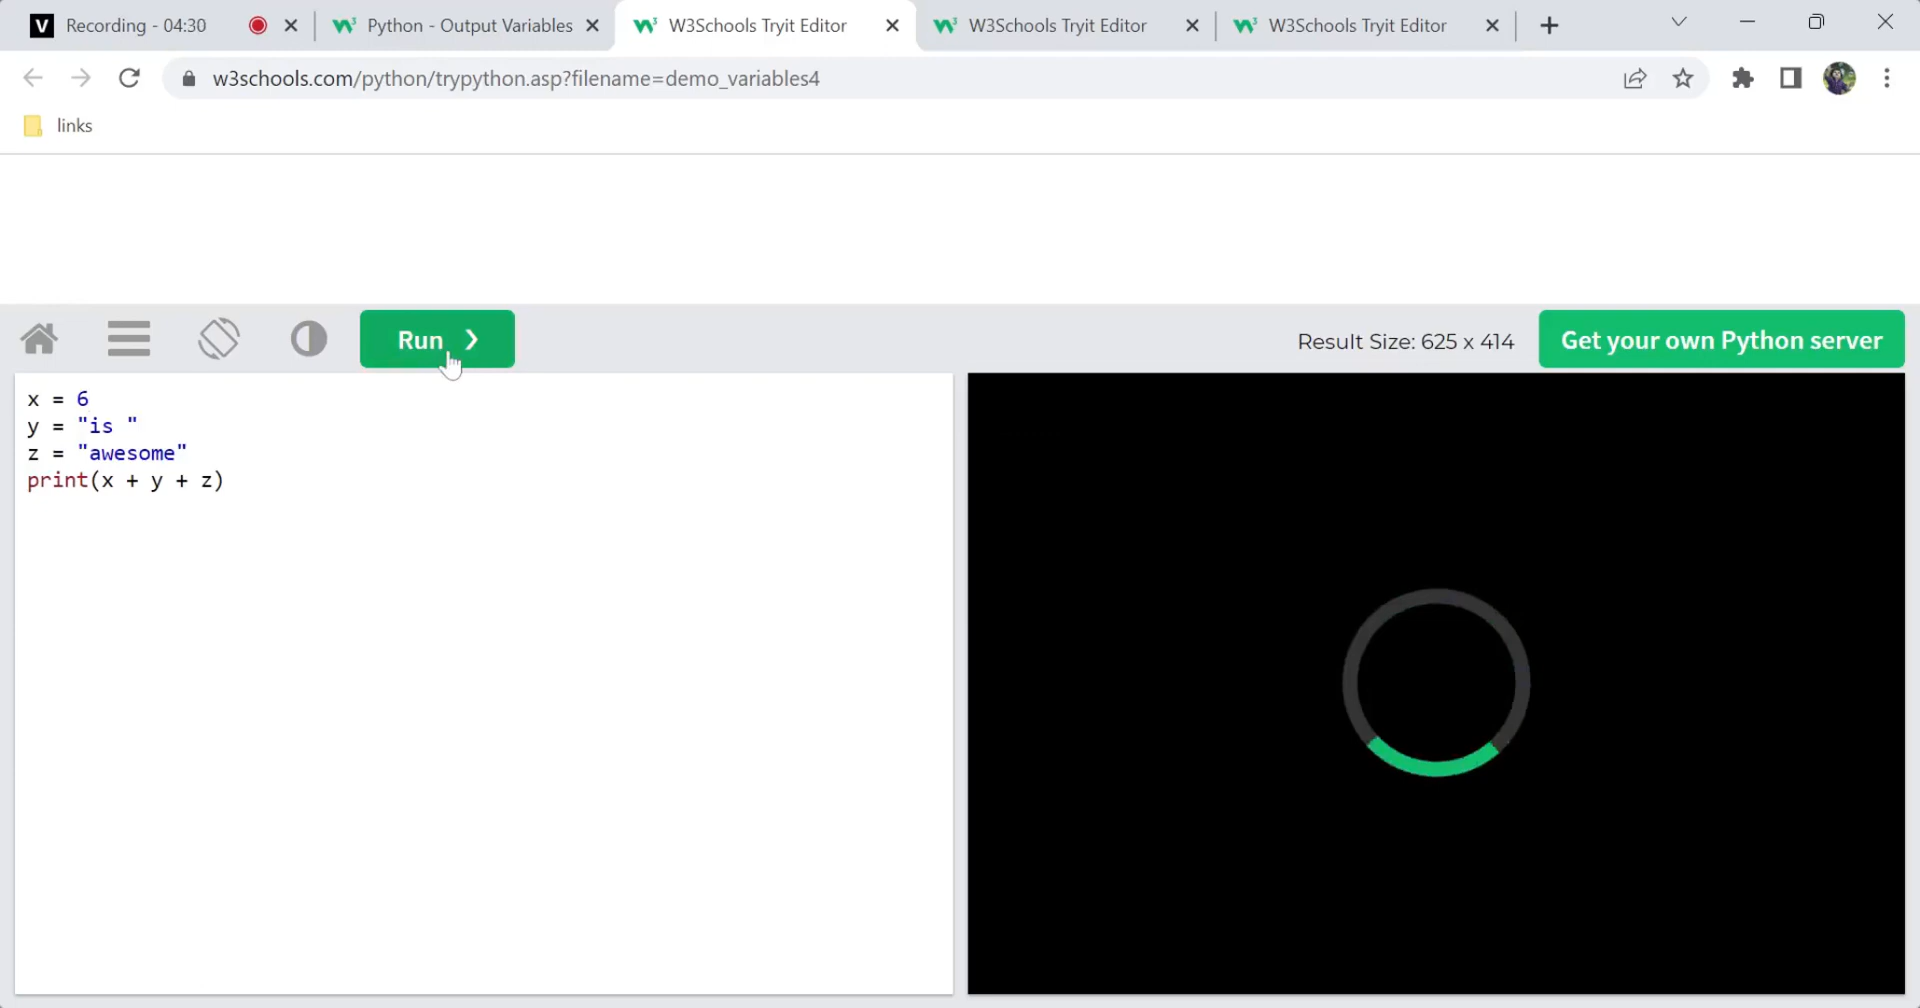 Recording - 04:30
Python - Output Variables
W3Schools Tryit Editor
W3Schools Tryit Editor
W3Schools Tryit Editor
w3schools.com/python/trypython.asp?filename=demo_variables4
links
Run ❯
Result Size: 625 x 414
Get your own Python server
x = 6
y = "is "
z = "awesome"
print(x + y + z)